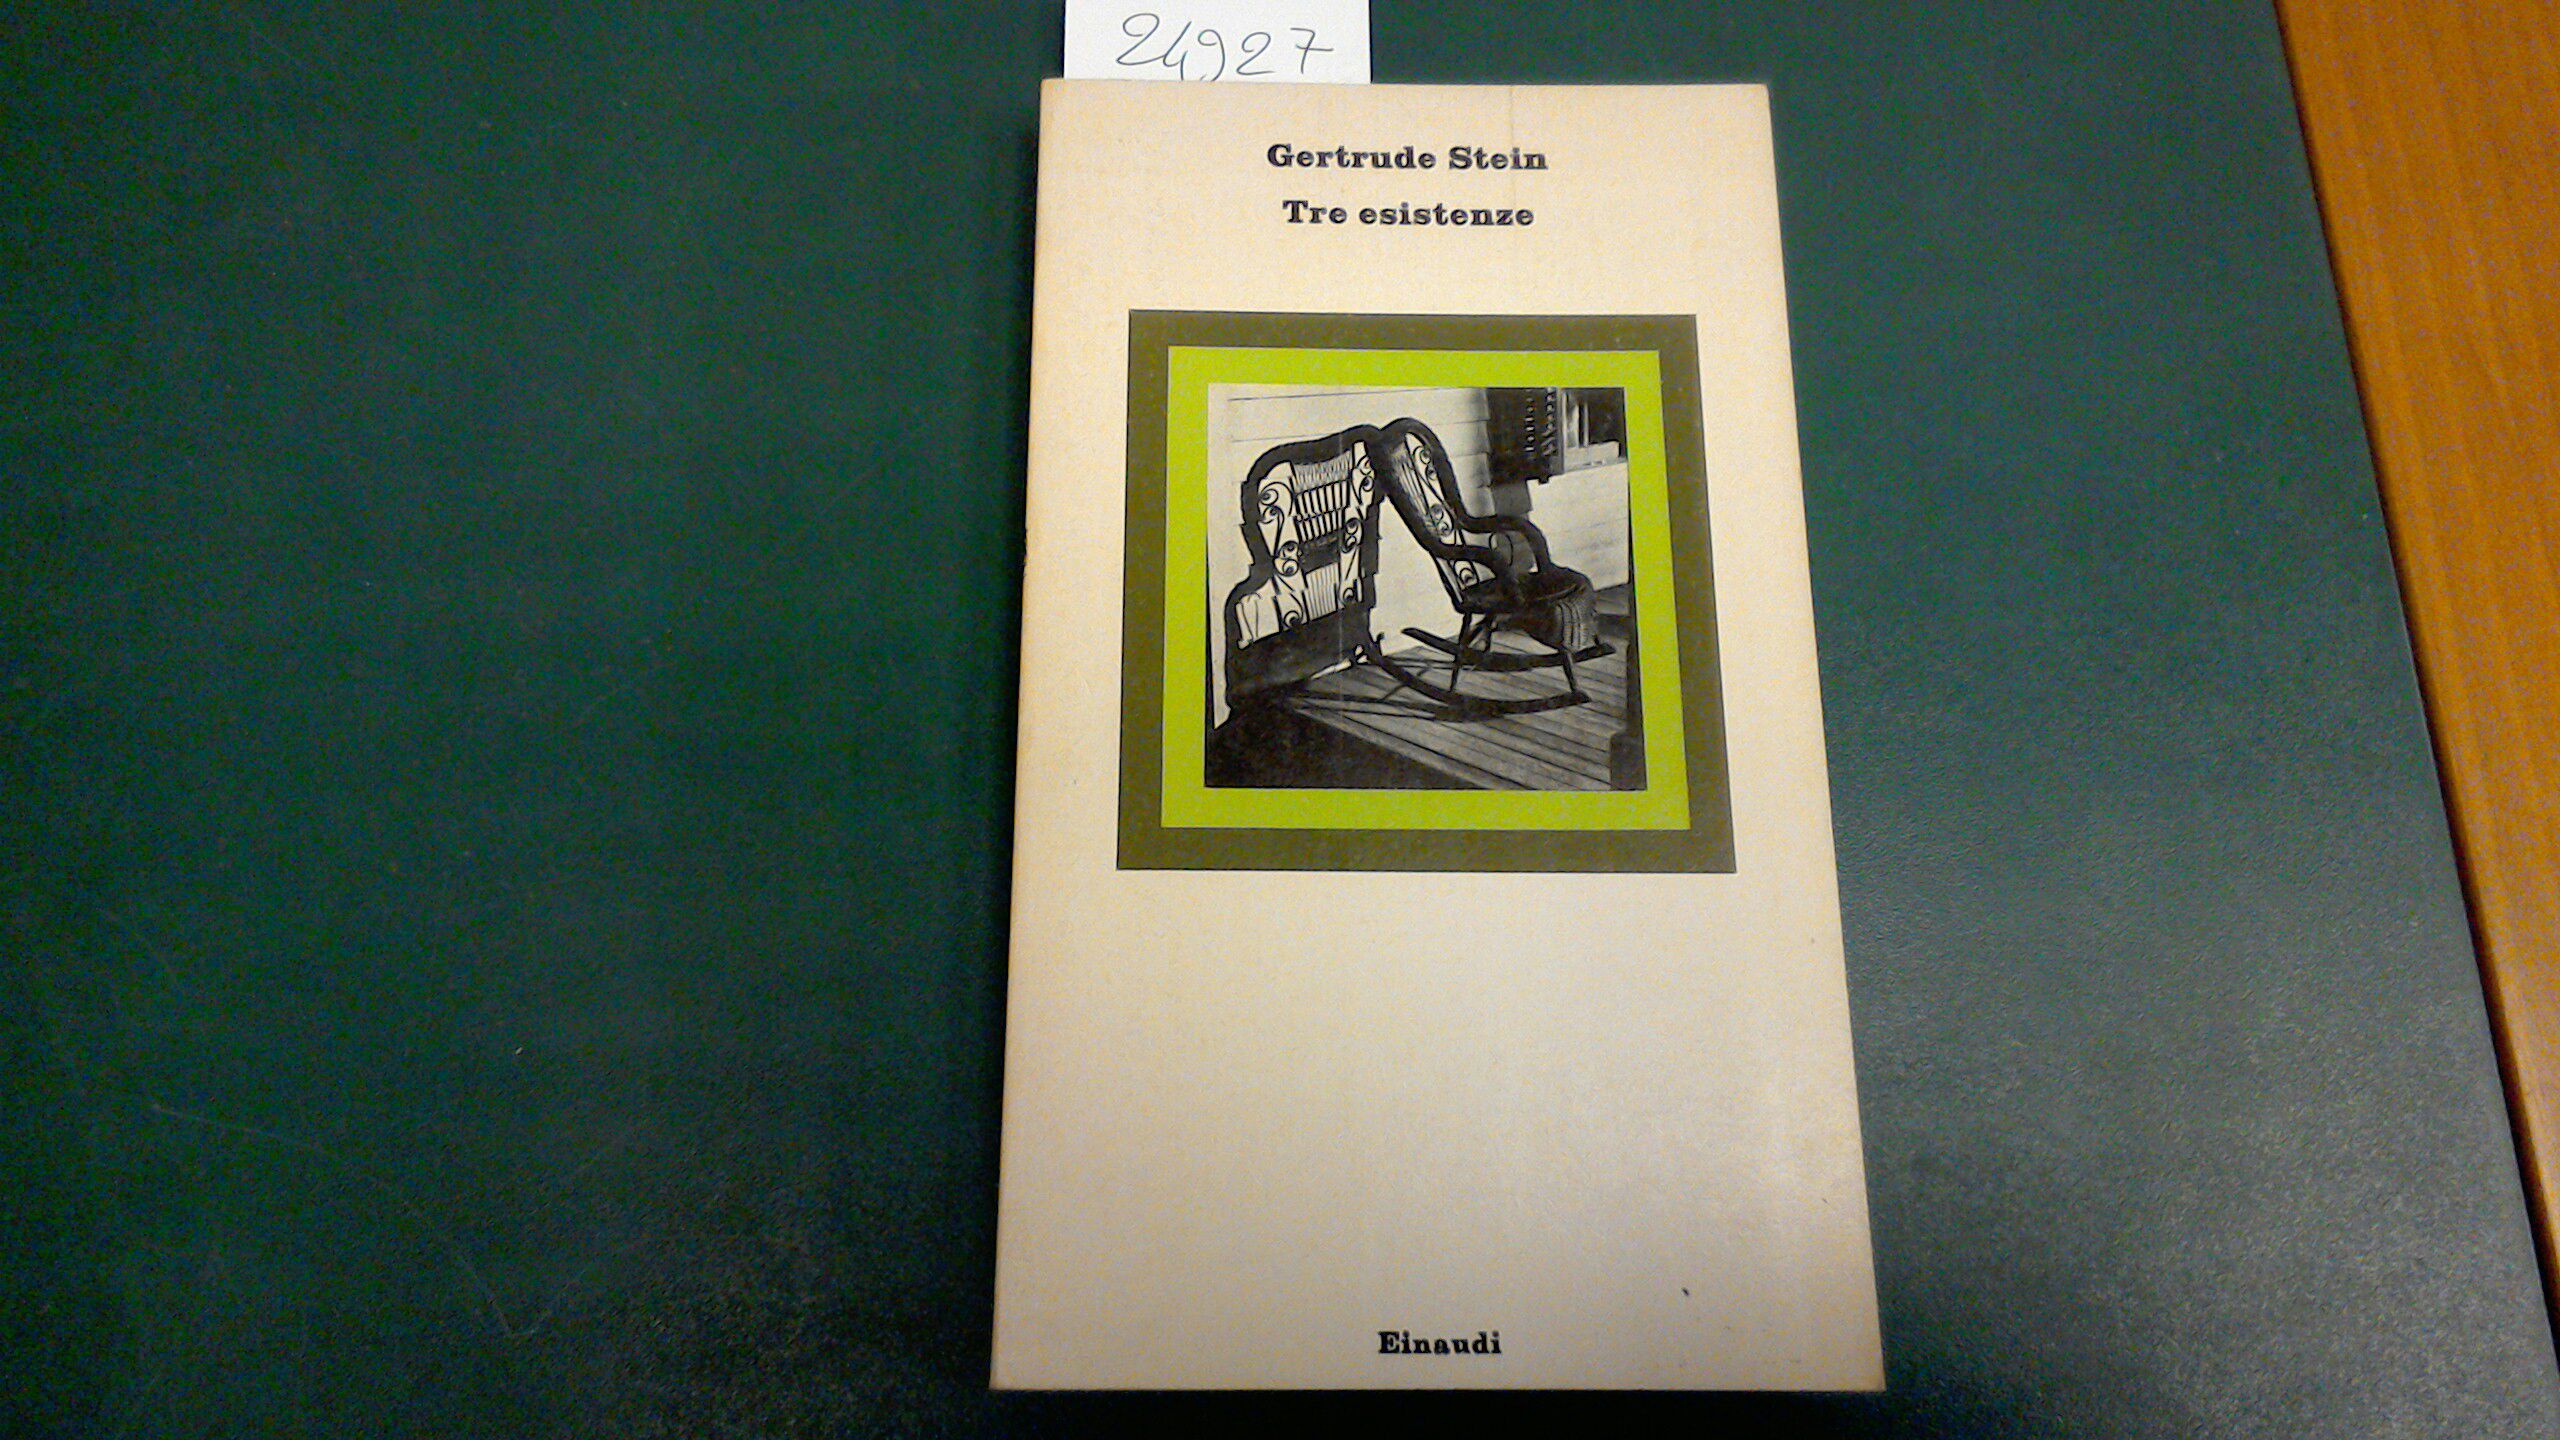 24927
Gertrude Stein
Tre esistenze
Einaudi